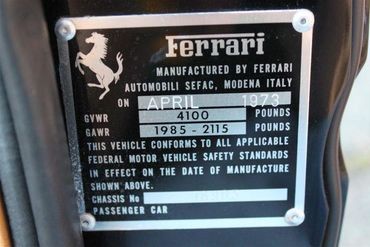 Ferrari
MANUFACTURED BY FERRARI
AUTOMOBILI SEFAC, MODENA ITALY
ON APRIL 1973
GVWR 4100 POUNDS
GAWR 1985-2115 POUNDS
THIS VEHICLE CONFORMS TO ALL APPLICABLE
FEDERAL MOTOR VEHICLE SAFETY STANDARDS
IN EFFECT ON THE DATE OF MANUFACTURE
SHOWN ABOVE.
CHASSIS No
PASSENGER CAR